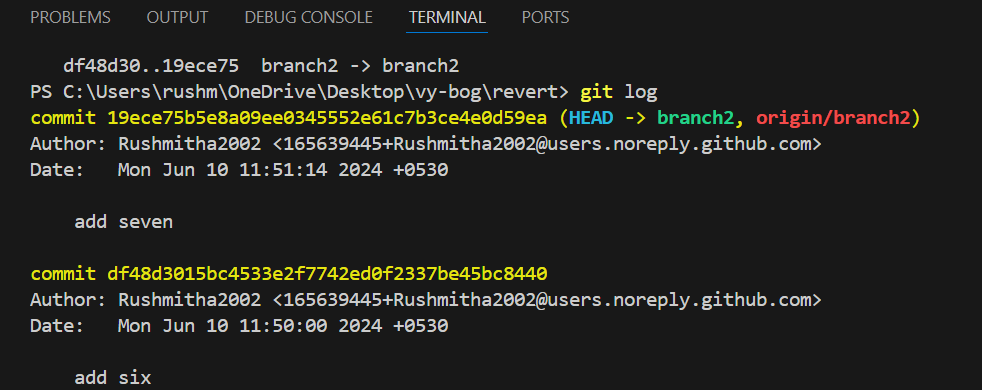 PROBLEMS OUTPUT DEBUG CONSOLE TERMINAL PORTS
df48d30..19ece75 branch2 -> branch2
PS C:\Users\rushm\OneDrive\Desktop\vy-bog\revert> git log
commit 19ece75b5e8a09ee0345552e61c7b3ce4e0d59ea (HEAD -> branch2, origin/branch2)
Author: Rushmitha2002 <165639445+Rushmitha2002@users.noreply.github.com>
Date: Mon Jun 10 11:51:14 2024 +0530
add seven
commit df48d3015bc4533e2f7742ed0f2337be45bc8440
Author: Rushmitha2002 <165639445+Rushmitha2002@users.noreply.github.com>
Date: Mon Jun 10 11:50:00 2024 +0530
add six